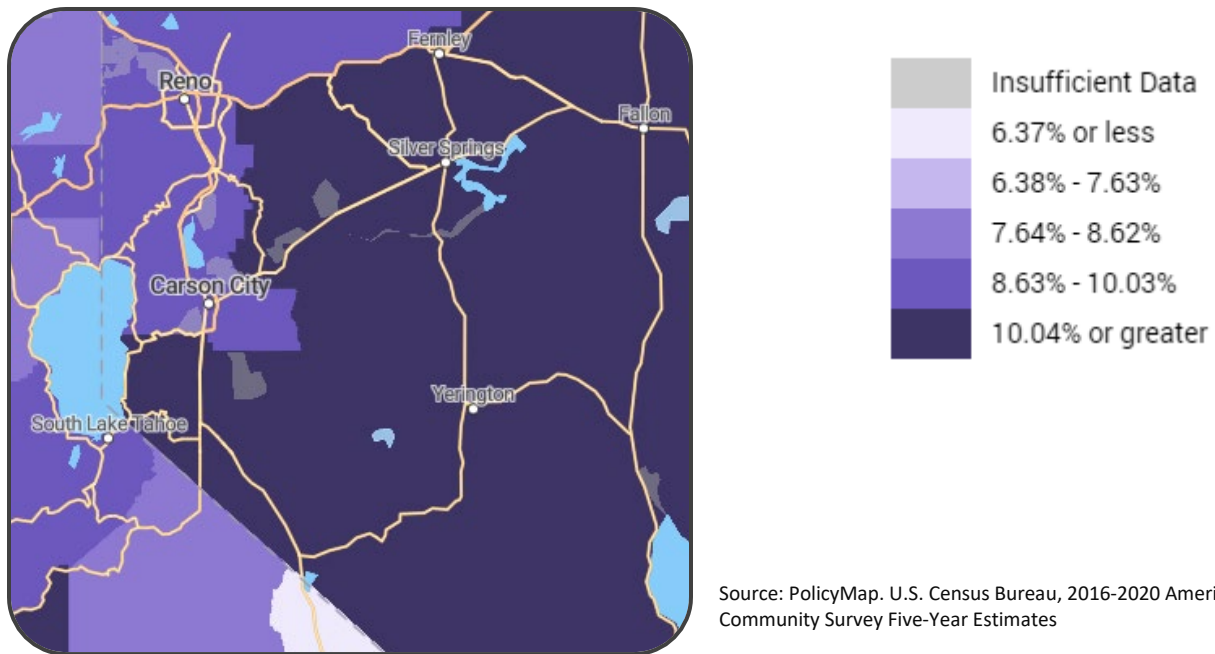 Fernley
Reno
Fallon
Silver Springs
Carson City
Yerington
South Lake Tahoe
Insufficient Data
6.37% or less
6.38% - 7.63%
7.64% - 8.62%
8.63% - 10.03%
10.04% or greater
Source: PolicyMap. U.S. Census Bureau, 2016-2020 Ameri
Community Survey Five-Year Estimates